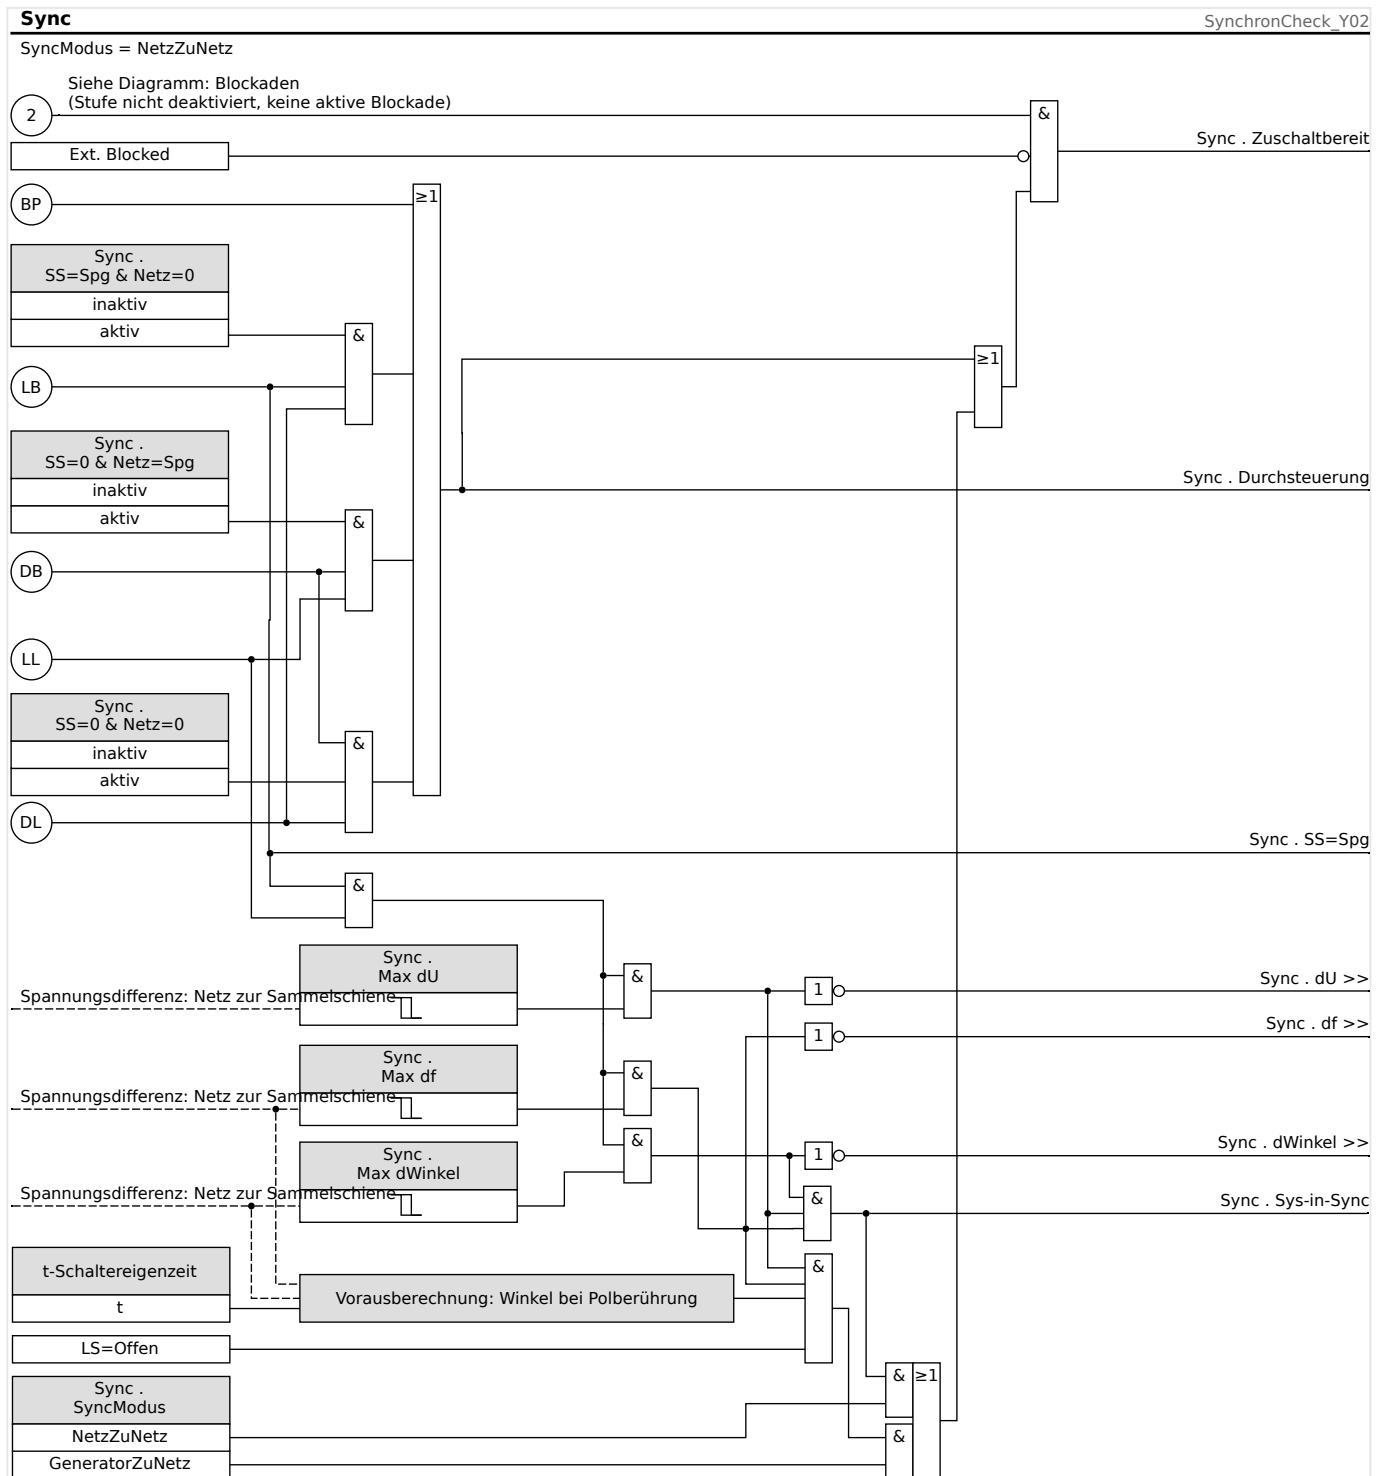 Sync
SynchronCheck_Y02
SyncModus = NetzZuNetz
Siehe Diagramm: Blockaden
(Stufe nicht deaktiviert, keine aktive Blockade)
2
&
Sync . Zuschaltbereit
Ext. Blocked
BP
≥1
Sync .
SS=Spg & Netz=0
inaktiv
aktiv
&
≥1
LB
Sync .
SS=0 & Netz=Spg
inaktiv
aktiv
&
Sync . Durchsteuerung
DB
LL
Sync .
SS=0 & Netz=0
inaktiv
aktiv
&
DL
Sync . SS=Spg
&
Sync .
Max dU
Spannungsdifferenz: Netz zur Sammelschiene
&
1
Sync . dU >>
1
Sync . df >>
Sync .
Max df
Spannungsdifferenz: Netz zur Sammelschiene
&
Sync .
Max dWinkel
Spannungsdifferenz: Netz zur Sammelschiene
&
1
Sync . dWinkel >>
&
Sync . Sys-in-Sync
t-Schaltereigenzeit
t
Vorausberechnung: Winkel bei Polberührung
&
LS=Offen
Sync .
SyncModus
NetzZuNetz
GeneratorZuNetz
&
≥1
&